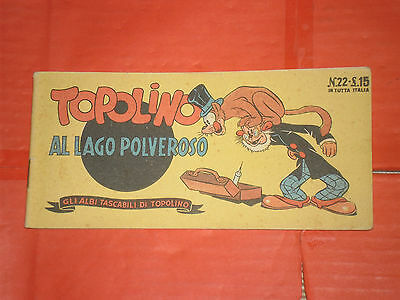 TOPOLINO
N.22-£.15
IN TUTTA ITALIA
AL LAGO POLVEROSO
GLI ALBI TASCABILI DI TOPOLINO